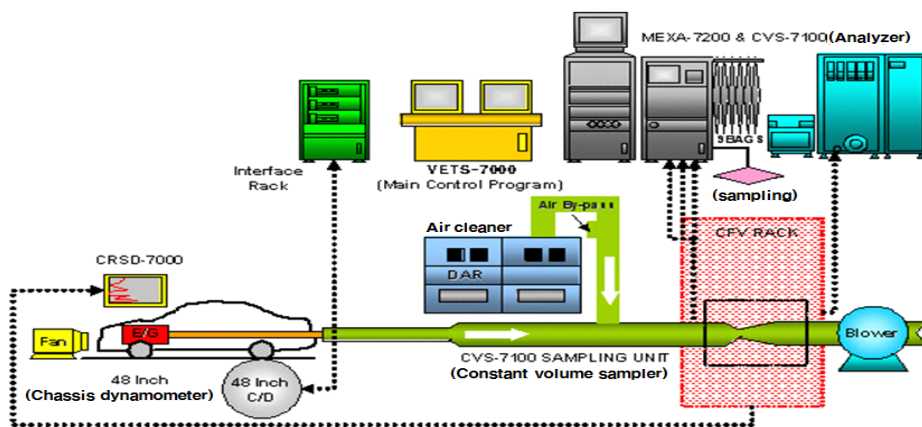 MEXA-7200 & CVS-7100(Analyzer)
9BAGS
Interface
Rack
VETS-7000
(Main Control Program)
(sampling)
Air By-pass
Air cleaner
CFV RACK
DAR
CRSD-7000
Fan
E/G
Blower
CVS-7100 SAMPLING UNIT
(Constant volume sampler)
48 Inch
(Chassis dynamometer)
48 Inch
C/D